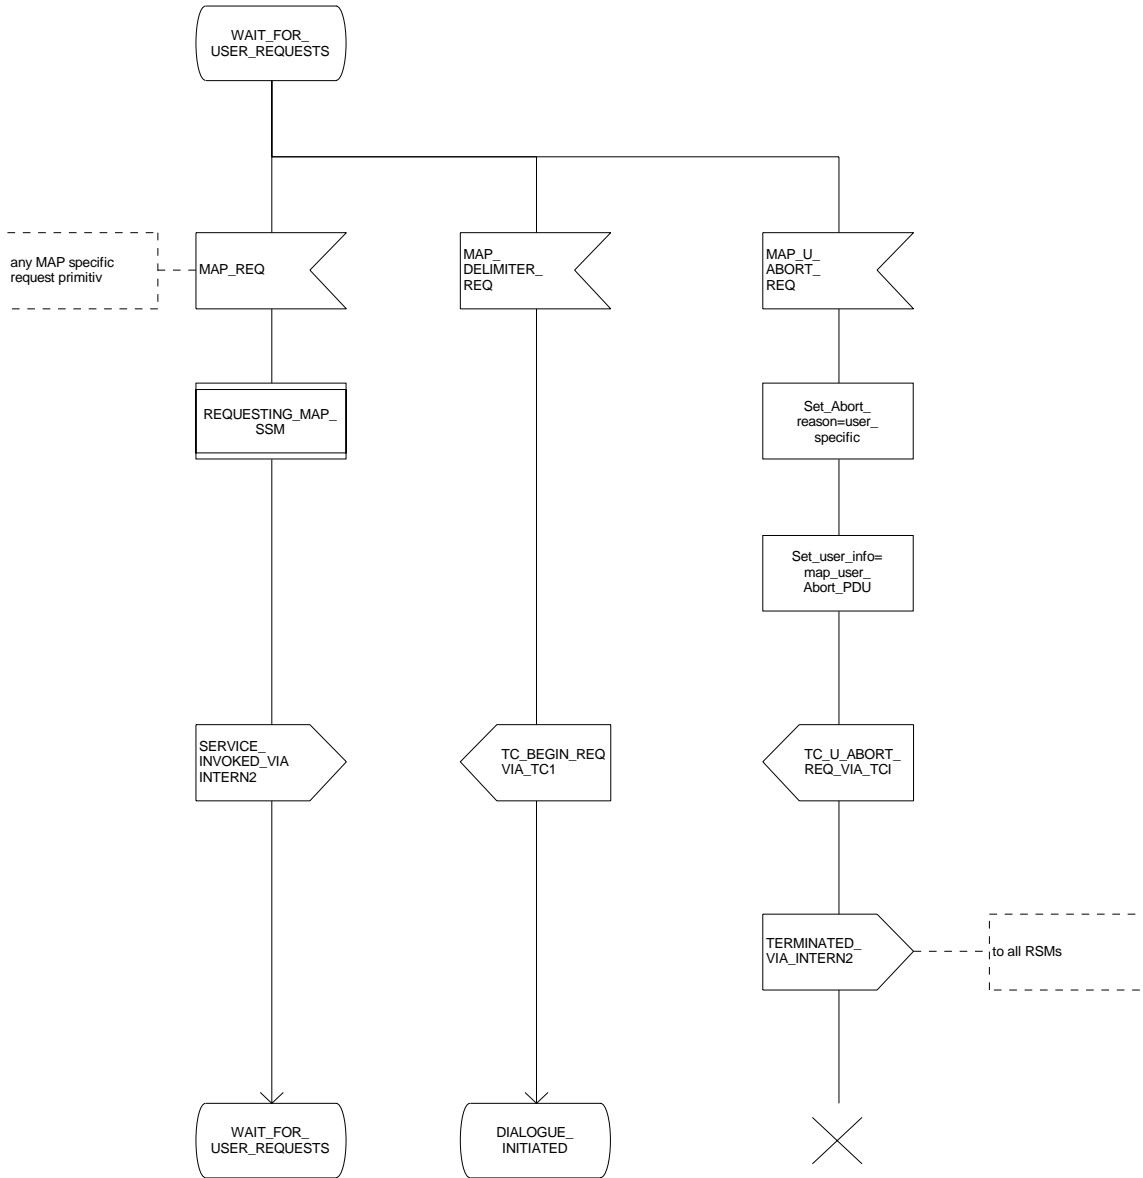 WAIT_FOR_
USER_REQUESTS
any MAP specific
request primitiv
MAP_REQ
MAP_
DELIMITER_
REQ
MAP_U_
ABORT_
REQ
REQUESTING_MAP_
SSM
Set_Abort_
reason=user_
specific
Set_user_info=
map_user_
Abort_PDU
SERVICE_
INVOKED_VIA
INTERN2
TC_BEGIN_REQ
VIA_TC1
TC_U_ABORT_
REQ_VIA_TCI
TERMINATED_
VIA_INTERN2
to all RSMs
WAIT_FOR_
USER_REQUESTS
DIALOGUE_
INITIATED